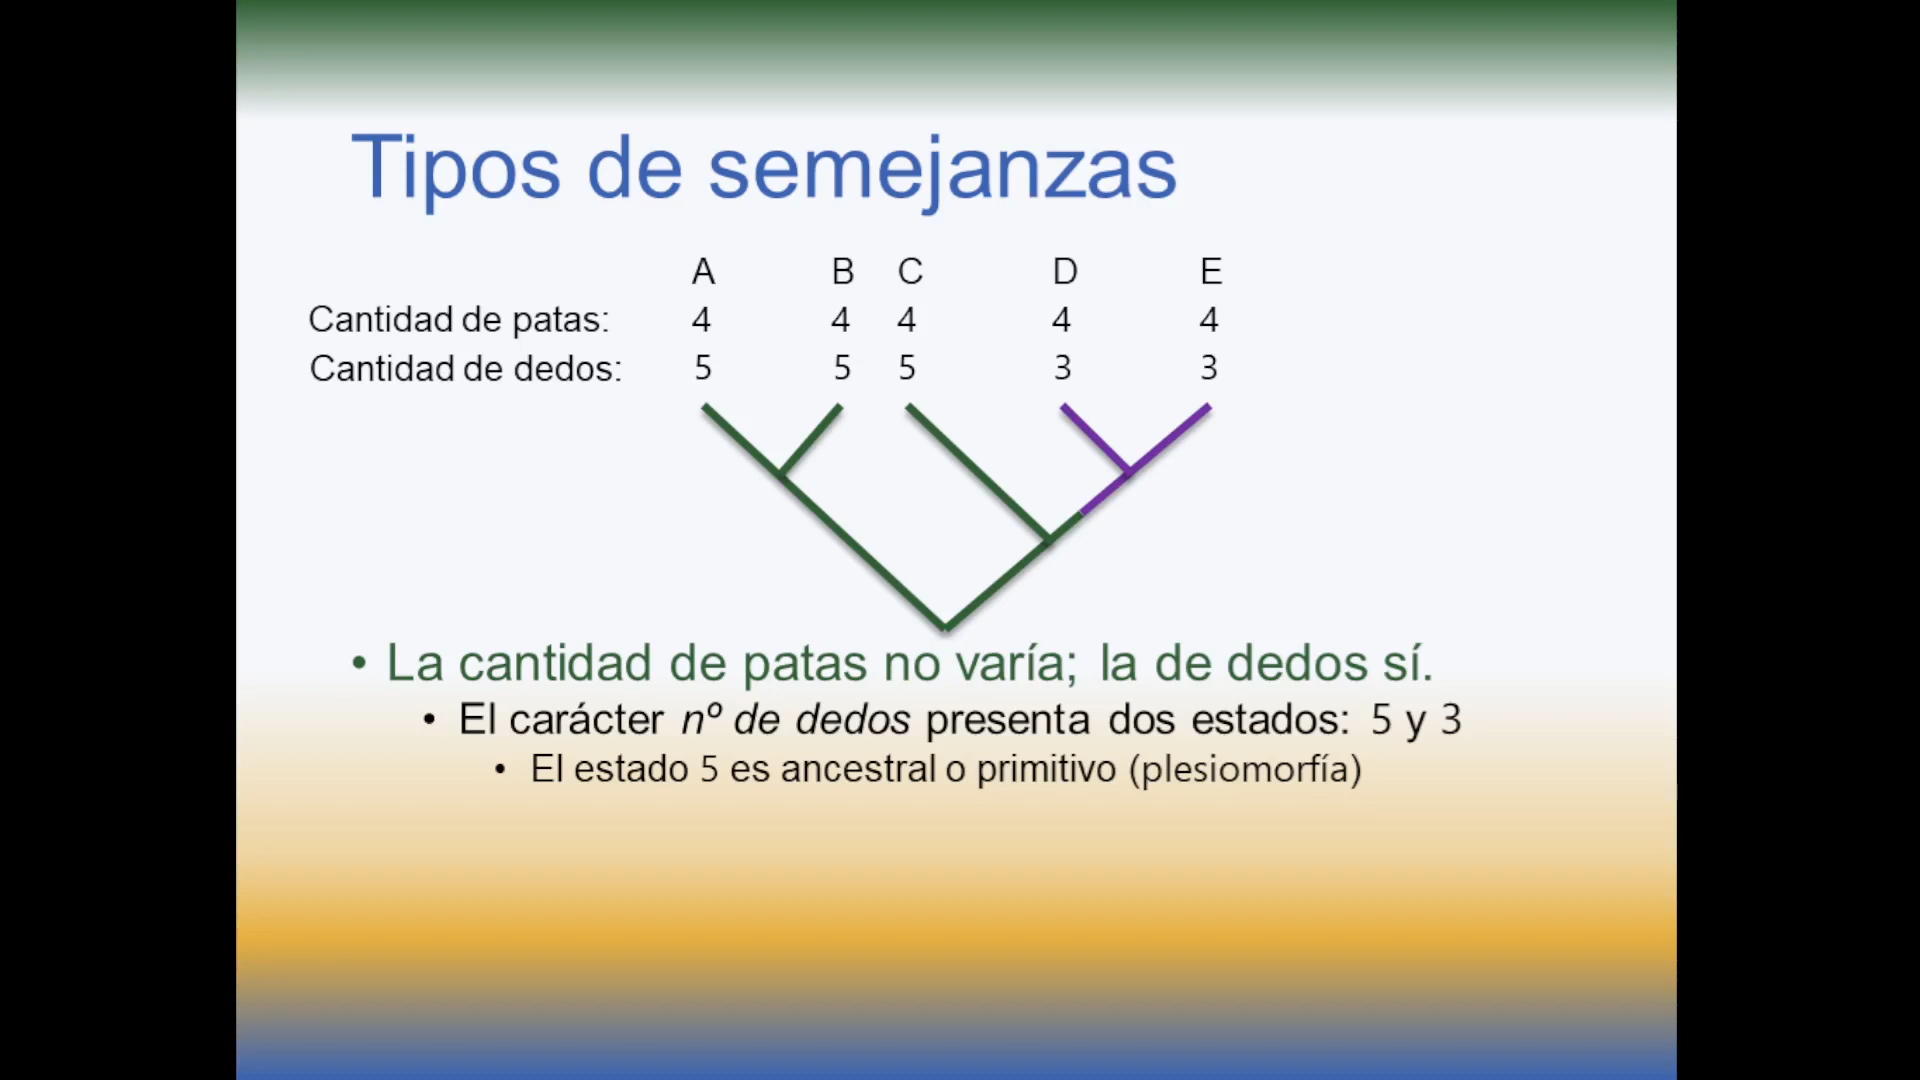 Tipos de semejanzas
A B C D E
Cantidad de patas: 4 4 4 4 4
Cantidad de dedos: 5 5 5 3 3
• La cantidad de patas no varía; la de dedos sí.
• El carácter nº de dedos presenta dos estados: 5 y 3
• El estado 5 es ancestral o primitivo (plesiomorfía)